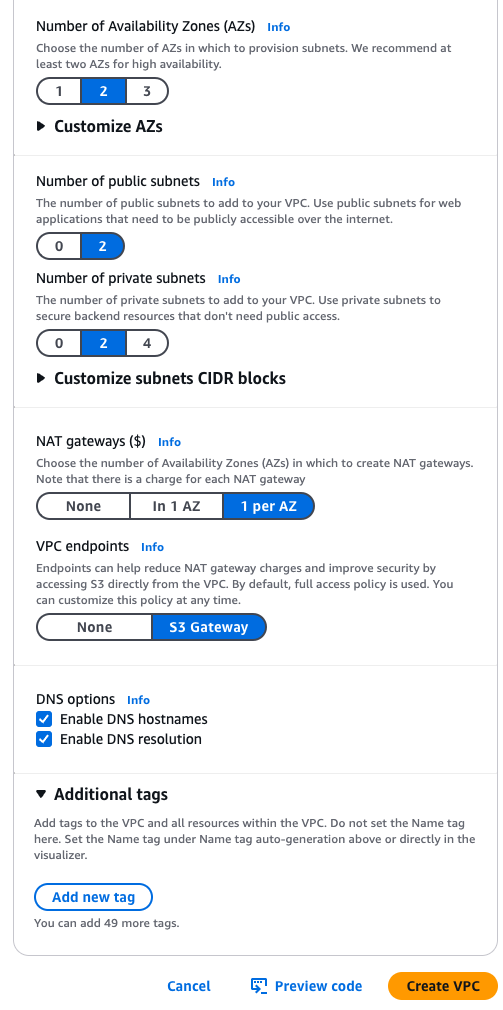 Number of Availability Zones (AZs) Info
Choose the number of AZs in which to provision subnets. We recommend at
least two AZs for high availability.
1 2 3
Customize AZs
Number of public subnets Info
The number of public subnets to add to your VPC. Use public subnets for web
applications that need to be publicly accessible over the internet.
0 2
Number of private subnets Info
The number of private subnets to add to your VPC. Use private subnets to
secure backend resources that don't need public access.
0 2 4
Customize subnets CIDR blocks
NAT gateways ($) Info
Choose the number of Availability Zones (AZs) in which to create NAT gateways.
Note that there is a charge for each NAT gateway
None In 1 AZ 1 per AZ
VPC endpoints Info
Endpoints can help reduce NAT gateway charges and improve security by
accessing S3 directly from the VPC. By default, full access policy is used. You
can customize this policy at any time.
None S3 Gateway
DNS options Info
Enable DNS hostnames
Enable DNS resolution
Additional tags
Add tags to the VPC and all resources within the VPC. Do not set the Name tag
here. Set the Name tag under Name tag auto-generation above or directly in the
visualizer.
Add new tag
You can add 49 more tags.
Cancel Preview code Create VPC